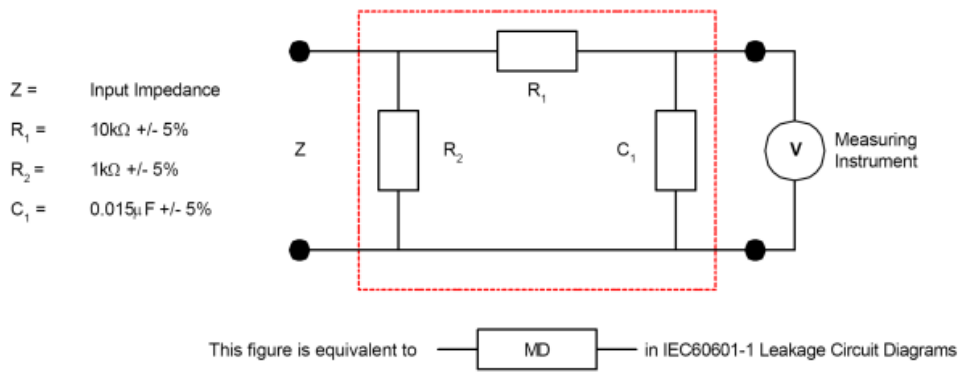 Z = Input Impedance
R₁ = 10kΩ +/- 5%
R₂ = 1kΩ +/- 5%
C₁ = 0.015μF +/- 5%
Z
R₂
R₁
C₁
V
Measuring
Instrument
This figure is equivalent to MD in IEC60601-1 Leakage Circuit Diagrams